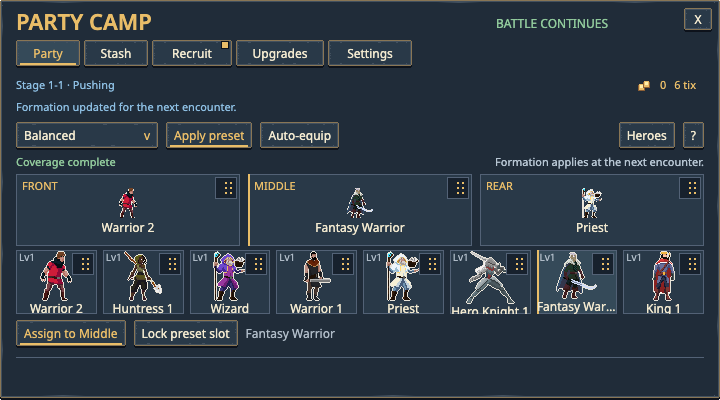 PARTY CAMP
BATTLE CONTINUES
X
Party
Stash
Recruit
Upgrades
Settings
Stage 1-1 · Pushing
0 6 tix
Formation updated for the next encounter.
Balanced v
Apply preset
Auto-equip
Heroes
?
Coverage complete
Formation applies at the next encounter.
FRONT
Warrior 2
MIDDLE
Fantasy Warrior
REAR
Priest
Lv1
Warrior 2
Lv1
Huntress 1
Lv1
Wizard
Lv1
Warrior 1
Lv1
Priest
Lv1
Hero Knight 1
Lv1
Fantasy War...
Lv1
King 1
Assign to Middle
Lock preset slot
Fantasy Warrior